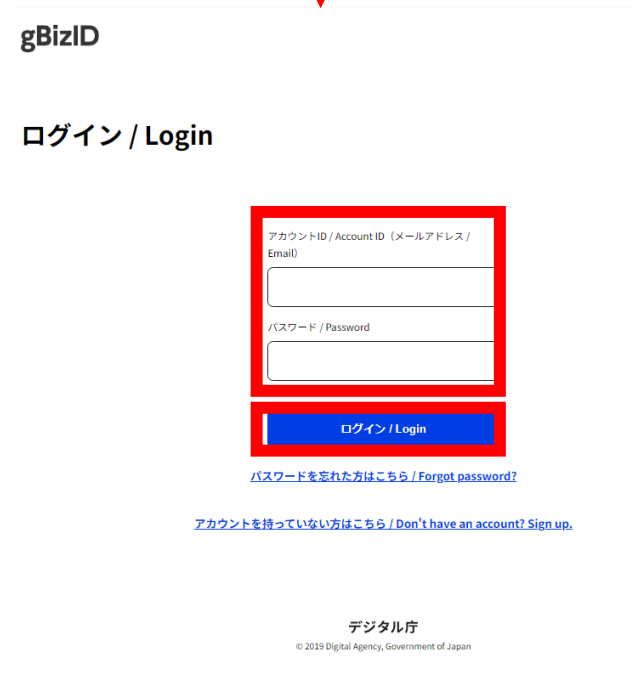 gBizID
ログイン / Login
アカウントID / Account ID（メールアドレス /
Email）
パスワード / Password
ログイン / Login
パスワードを忘れた方はこちら / Forgot password?
アカウントを持っていない方はこちら / Don't have an account? Sign up.
デジタル庁
© 2019 Digital Agency, Government of Japan